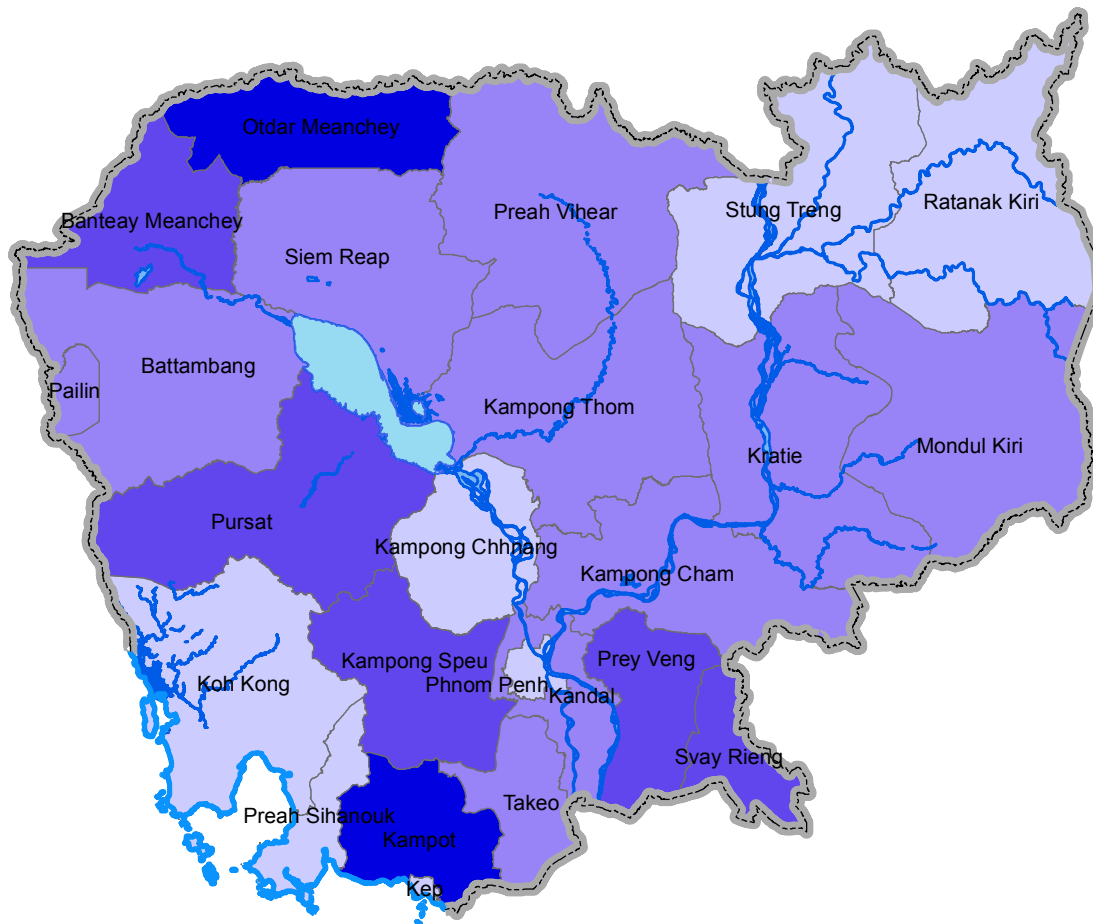 Otdar Meanchey
Banteay Meanchey
Preah Vihear
Stung Treng
Ratanak Kiri
Siem Reap
Battambang
Pailin
Kampong Thom
Kratie
Mondul Kiri
Pursat
Kampong Chhnang
Kampong Cham
Kampong Speu
Prey Veng
Koh Kong
Phnom Penh
Kandal
Svay Rieng
Takeo
Preah Sihanouk
Kampot
Kep